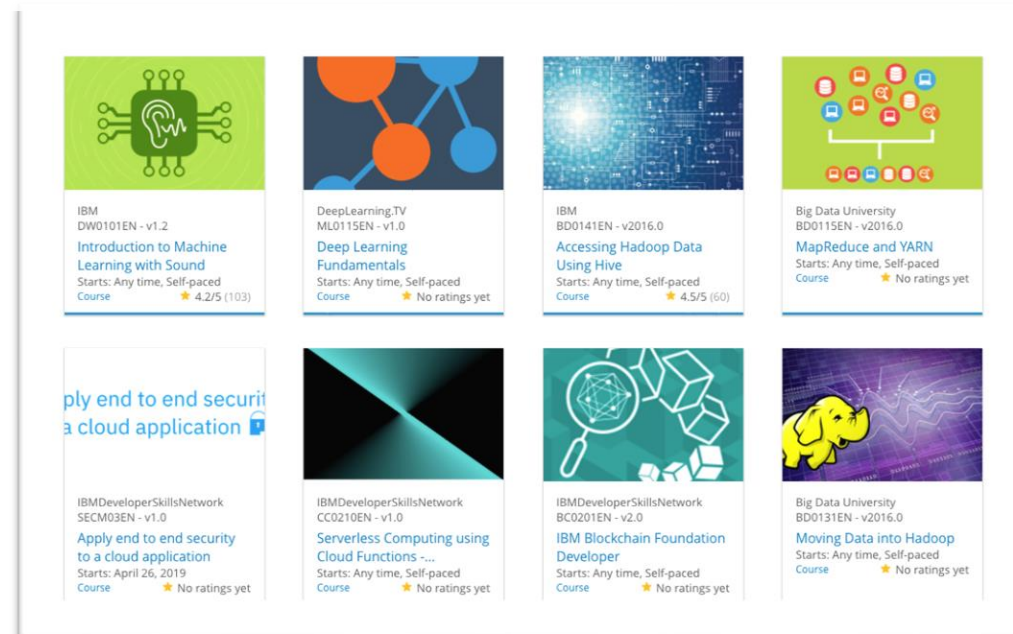 IBM
DW0101EN - v1.2
Introduction to Machine
Learning with Sound
Starts: Any time, Self-paced
Course 4.2/5 (103)
DeepLearning.TV
ML0115EN - v1.0
Deep Learning
Fundamentals
Starts: Any time, Self-paced
Course No ratings yet
IBM
BD0141EN - v2016.0
Accessing Hadoop Data
Using Hive
Starts: Any time, Self-paced
Course 4.5/5 (60)
Big Data University
BD0115EN - v2016.0
MapReduce and YARN
Starts: Any time, Self-paced
Course No ratings yet
ply end to end securit
a cloud application
IBMDeveloperSkillsNetwork
SECM03EN - v1.0
Apply end to end security
to a cloud application
Starts: April 26, 2019
Course No ratings yet
IBMDeveloperSkillsNetwork
CC0210EN - v1.0
Serverless Computing using
Cloud Functions -...
Starts: Any time, Self-paced
Course No ratings yet
IBMDeveloperSkillsNetwork
BC0201EN - v2.0
IBM Blockchain Foundation
Developer
Starts: Any time, Self-paced
Course No ratings yet
Big Data University
BD0131EN - v2016.0
Moving Data into Hadoop
Starts: Any time, Self-paced
Course No ratings yet